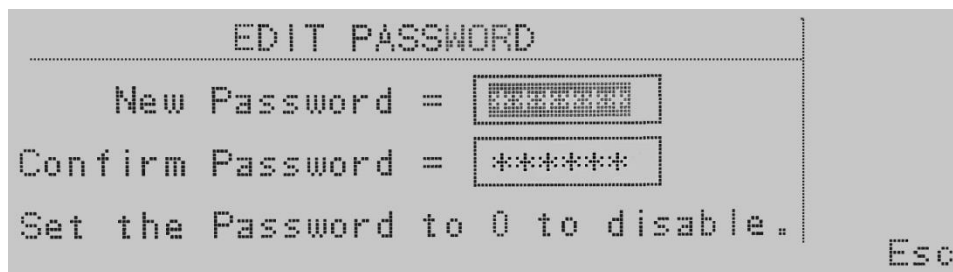 EDIT PASSWORD
New Password = ******
Confirm Password = ******
Set the Password to 0 to disable.
Esc